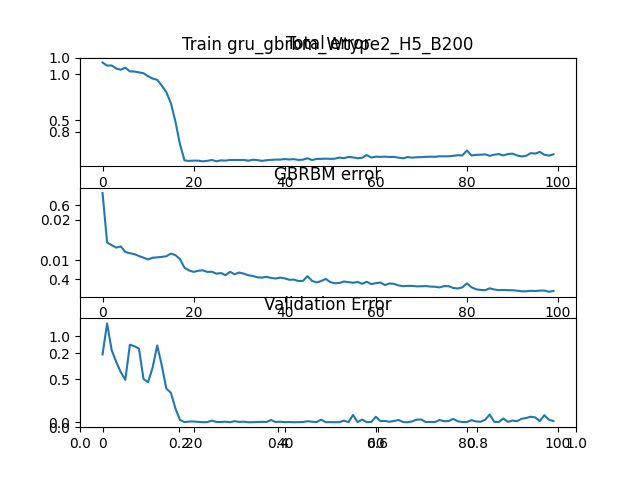 Train gru_gbrbm_Wtype2_H5_B200
Total error
1.0
1.0
0.5
0.8
0 20 40 60 80 100
GBRBM error
0.6
0.02
0.01
0.4
0 20 40 60 80 100
Validation Error
1.0
0.2
0.5
0.0
0.0
0 20 40 60 80 100
0.0 0.2 0.4 0.6 0.8 1.0